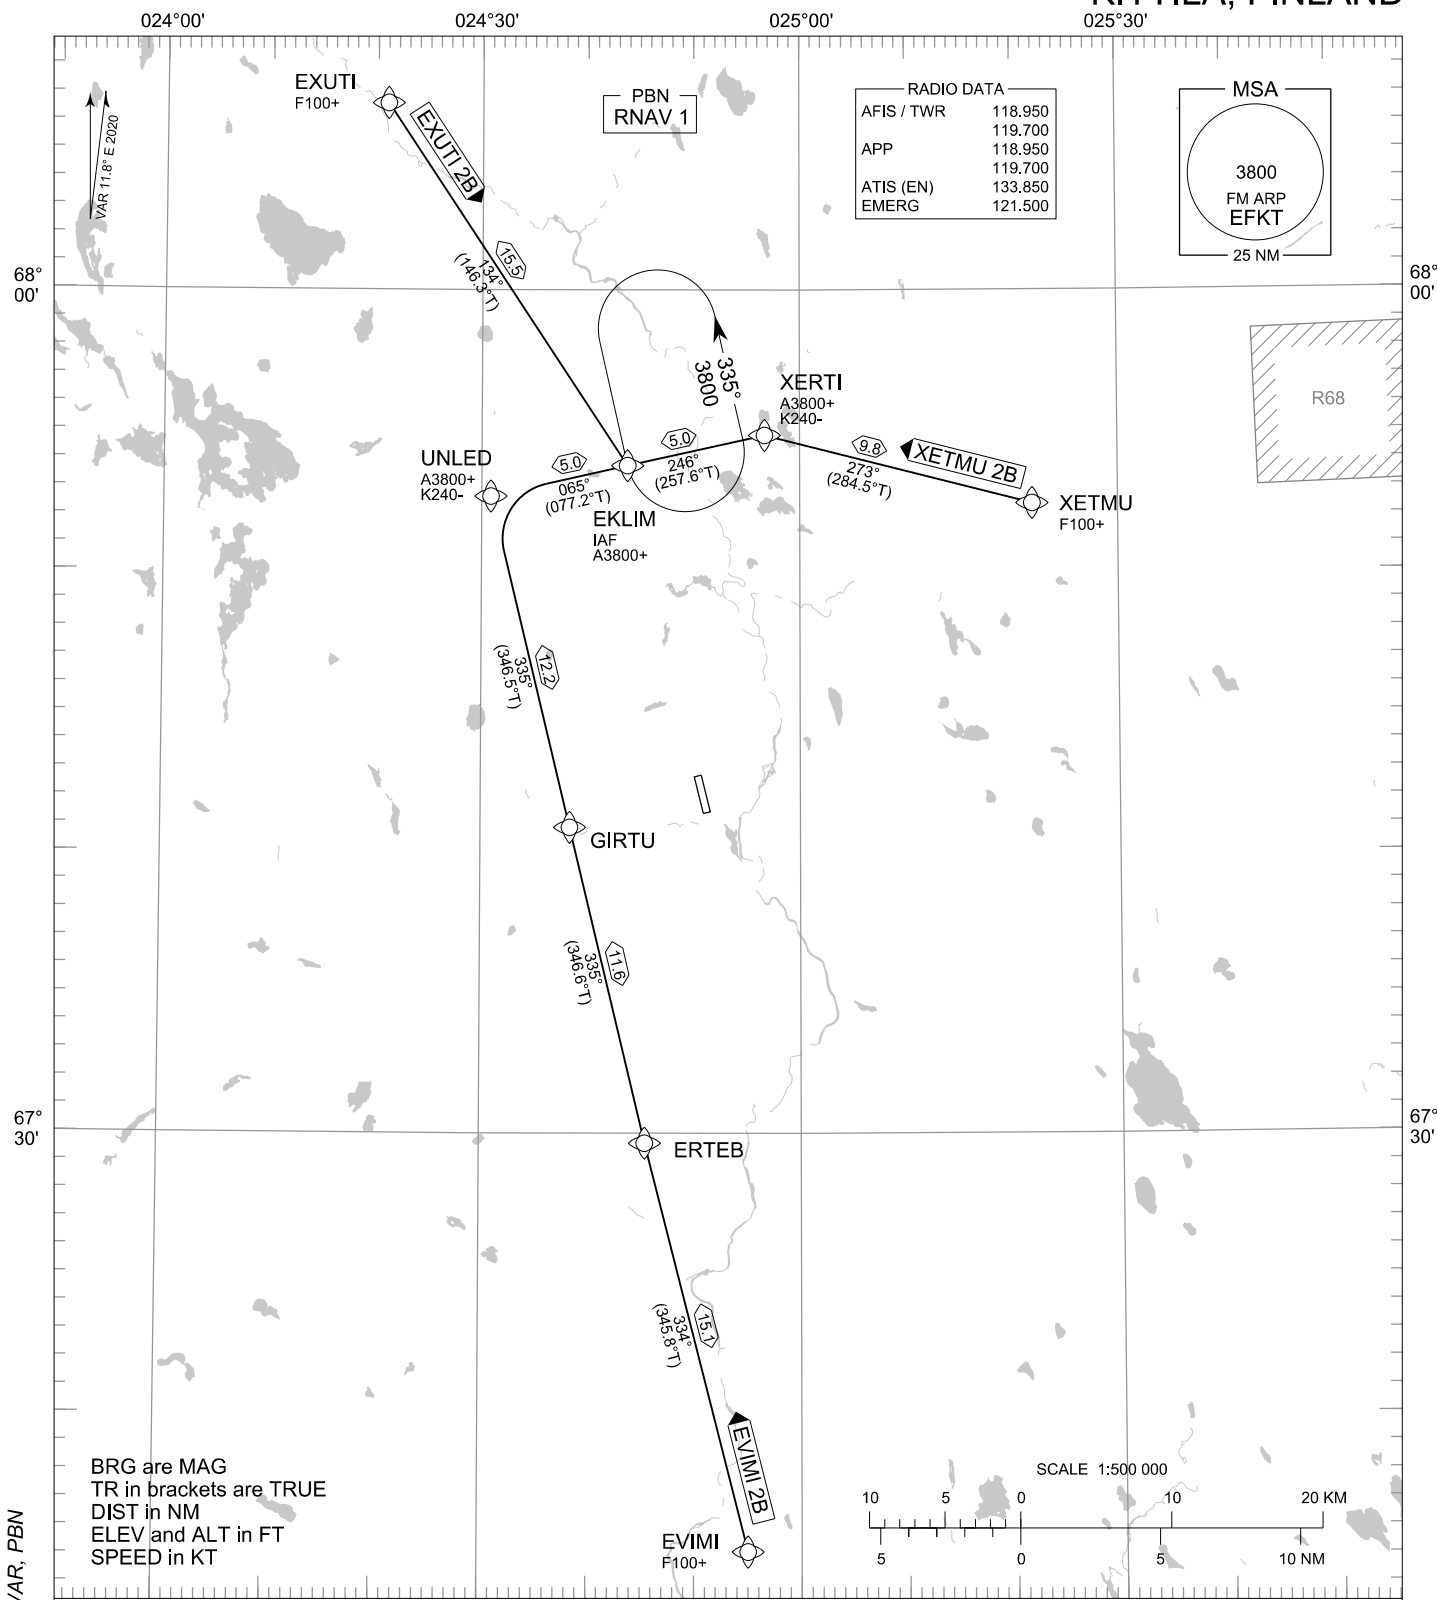 KITTILÄ, FINLAND
024°00'
024°30'
025°00'
025°30'
EXUTI
F100+
EXUTI 2B
PBN
RNAV 1
RADIO DATA
AFIS / TWR 118.950
119.700
APP 118.950
119.700
ATIS (EN) 133.850
EMERG 121.500
MSA
3800
FM ARP
EFKT
25 NM
VAR 11.8° E 2020
15.5
134°
(146.3°T)
68°
00'
68°
00'
335°
3800
R68
XERTI
A3800+
K240-
UNLED
A3800+
K240-
5.0
065°
(077.2°T)
5.0
246°
(257.6°T)
9.8
273°
(284.5°T)
XETMU 2B
XETMU
F100+
EKLIM
IAF
A3800+
12.2
335°
(346.5°T)
GIRTU
11.6
335°
(346.6°T)
67°
30'
67°
30'
ERTEB
15.1
334°
(345.8°T)
EVIMI 2B
EVIMI
F100+
BRG are MAG
TR in brackets are TRUE
DIST in NM
ELEV and ALT in FT
SPEED in KT
SCALE 1:500 000
10 5 0 10 20 KM
5 0 5 10 NM
VAR, PBN